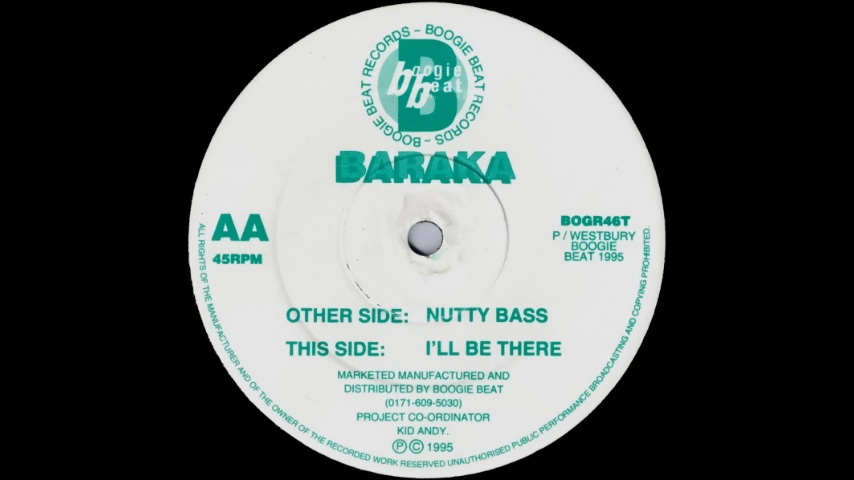 BOOGIE BEAT RECORDS - BOOGIE BEAT RECORDS -
B
boogie
beat
BARAKA
AA
45RPM
BOGR46T
P / WESTBURY
BOOGIE
BEAT 1995
OTHER SIDE: NUTTY BASS
THIS SIDE: I'LL BE THERE
MARKETED MANUFACTURED AND
DISTRIBUTED BY BOOGIE BEAT
(0171-609-5030)
PROJECT CO-ORDINATOR
KID ANDY.
Ⓟ © 1995
ALL RIGHTS OF THE MANUFACTURER AND OF THE OWNER OF THE RECORDED WORK RESERVED UNAUTHORISED PUBLIC PERFORMANCE BROADCASTING AND COPYING PROHIBITED.